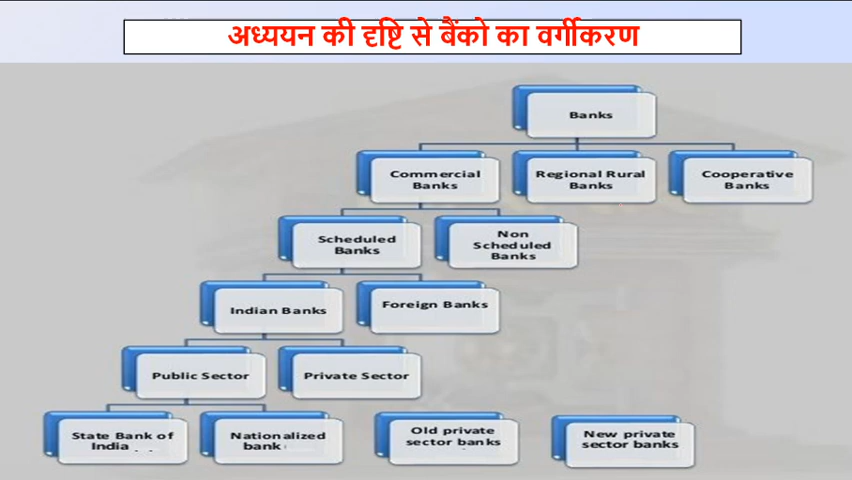 अध्ययन की दृष्टि से बैंको का वर्गीकरण
Banks
Commercial
Banks
Regional Rural
Banks
Cooperative
Banks
Scheduled
Banks
Non
Scheduled
Banks
Indian Banks
Foreign Banks
Public Sector
Private Sector
State Bank of
India
Nationalized
bank
Old private
sector banks
New private
sector banks